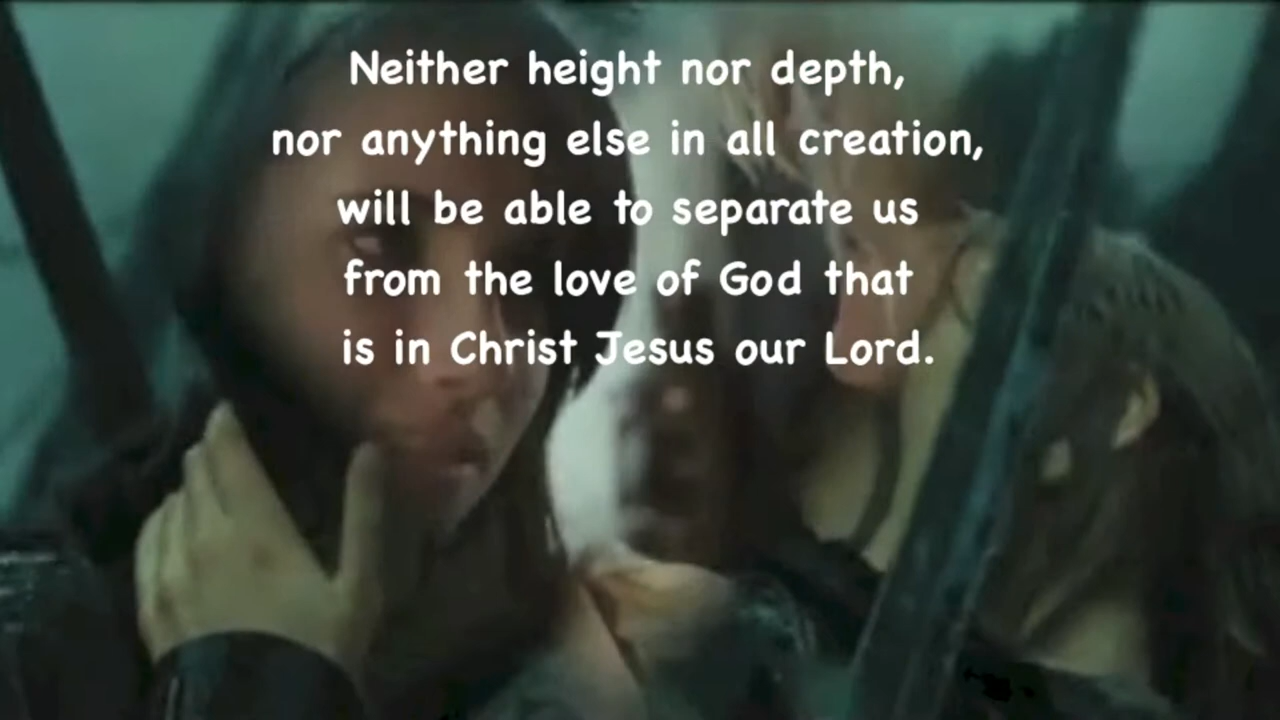 Neither height nor depth,
nor anything else in all creation,
will be able to separate us
from the love of God that
is in Christ Jesus our Lord.